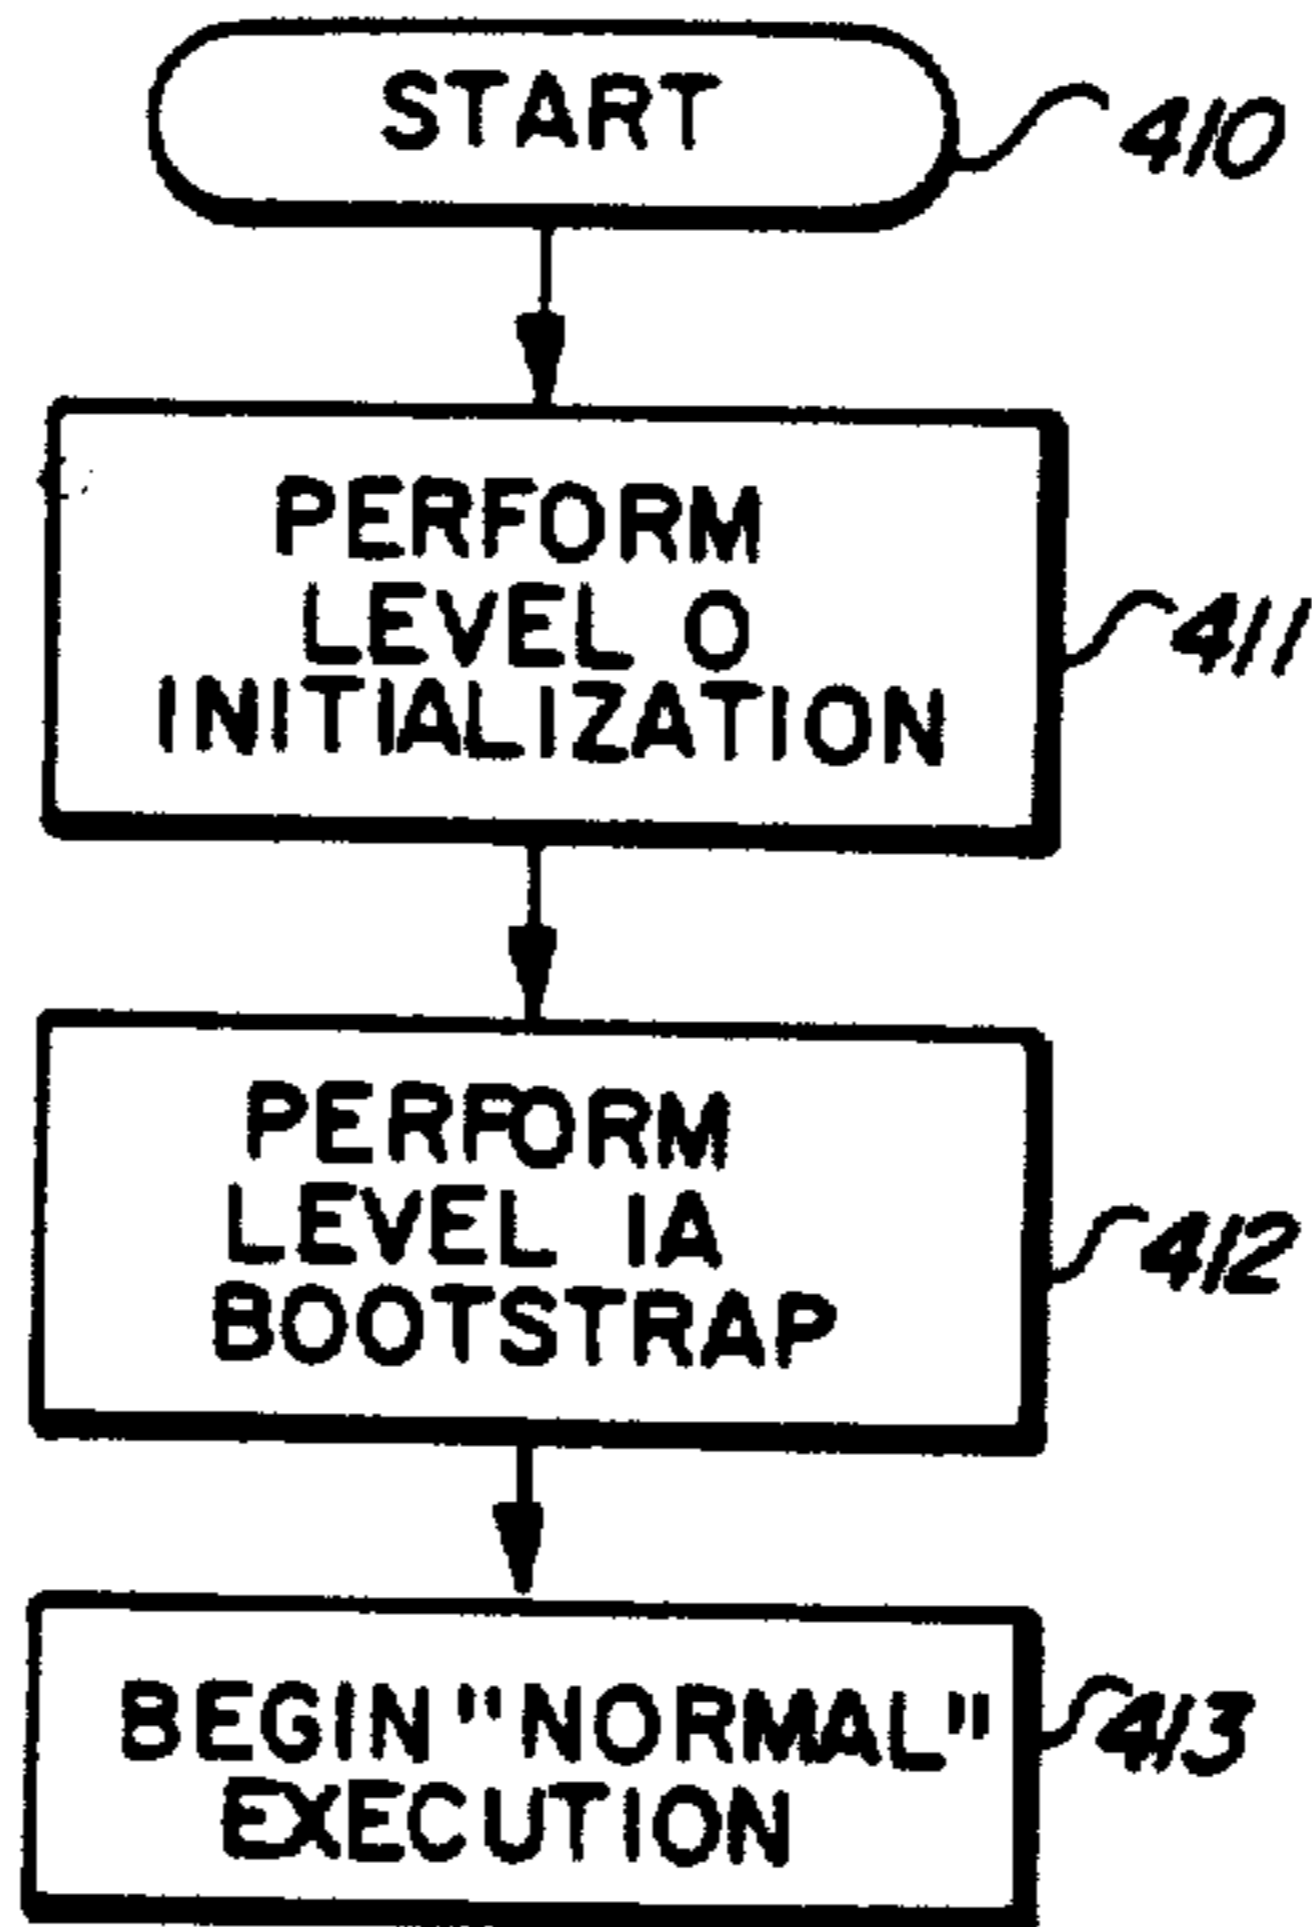 START
410
PERFORM
LEVEL 0
INITIALIZATION
411
PERFORM
LEVEL 1A
BOOTSTRAP
412
BEGIN "NORMAL"
EXECUTION
413